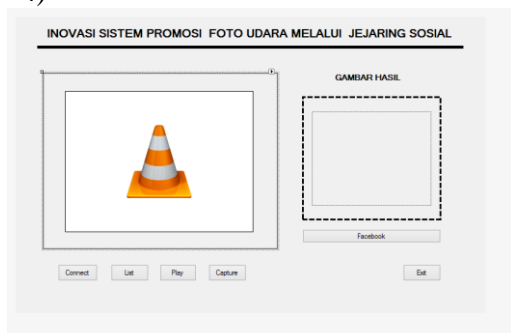 INOVASI SISTEM PROMOSI FOTO UDARA MELALUI JEJARING SOSIAL
GAMBAR HASIL
Facebook
Connect List Play Capture Exit